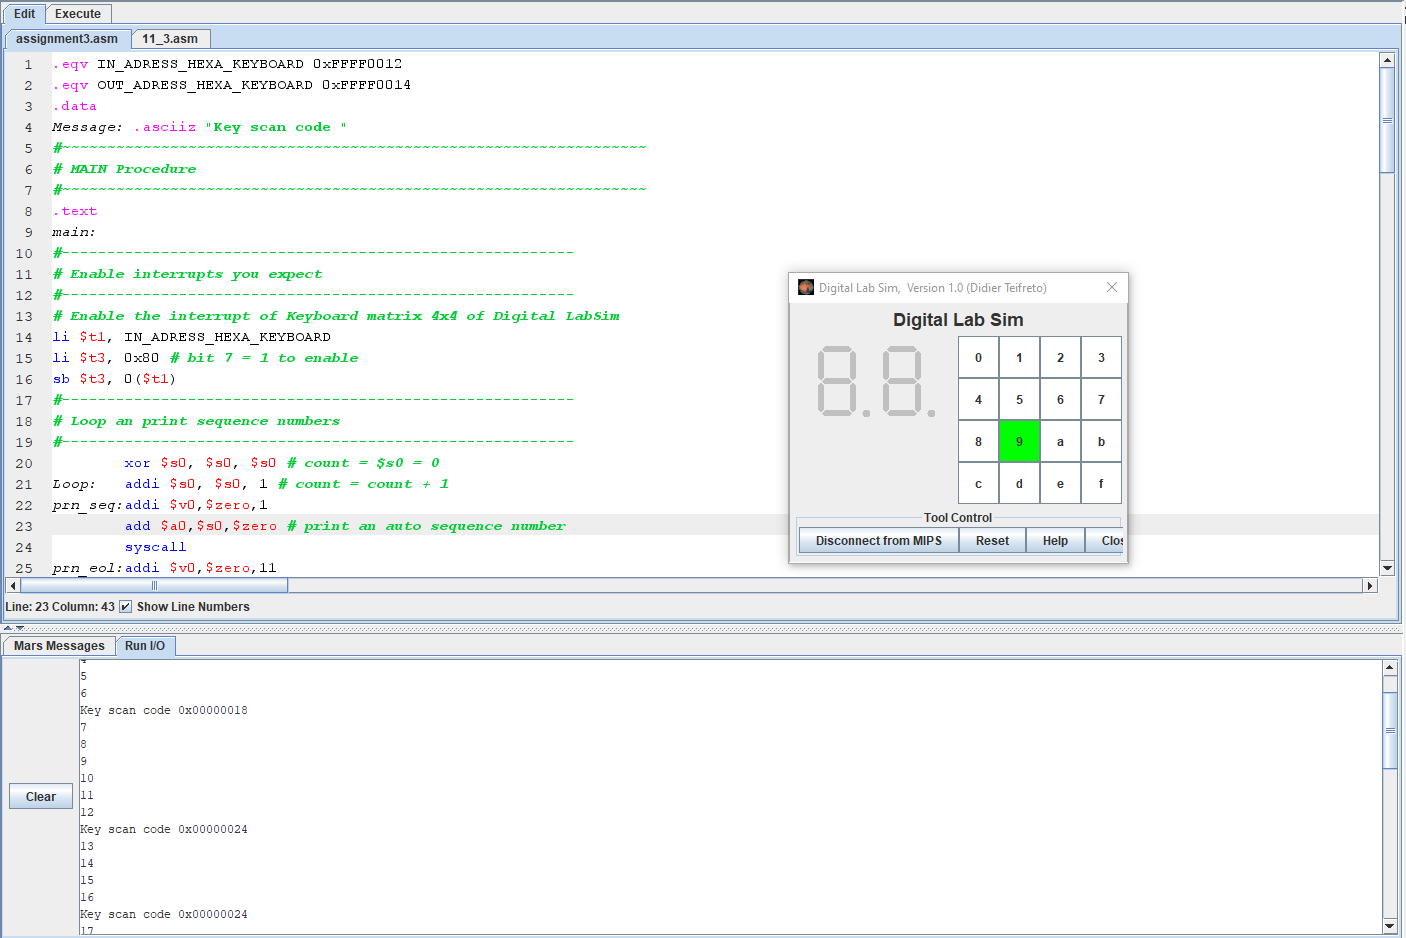 Edit Execute
assignment3.asm 11_3.asm
1 .eqv IN_ADRESS_HEXA_KEYBOARD 0xFFFF0012
2 .eqv OUT_ADRESS_HEXA_KEYBOARD 0xFFFF0014
3 .data
4 Message: .asciiz "Key scan code "
5 #~~~~~~~~~~~~~~~~~~~~~~~~~~~~~~~~~~~~~~~~~~~~~~~~~~~~~~~~~~~~~~~~~
6 # MAIN Procedure
7 #~~~~~~~~~~~~~~~~~~~~~~~~~~~~~~~~~~~~~~~~~~~~~~~~~~~~~~~~~~~~~~~~~
8 .text
9 main:
10 #---------------------------------------------------------
11 # Enable interrupts you expect
12 #---------------------------------------------------------
13 # Enable the interrupt of Keyboard matrix 4x4 of Digital LabSim
14 li $t1, IN_ADRESS_HEXA_KEYBOARD
15 li $t3, 0x80 # bit 7 = 1 to enable
16 sb $t3, 0($t1)
17 #---------------------------------------------------------
18 # Loop an print sequence numbers
19 #---------------------------------------------------------
20 xor $s0, $s0, $s0 # count = $s0 = 0
21 Loop: addi $s0, $s0, 1 # count = count + 1
22 prn_seq:addi $v0,$zero,1
23 add $a0,$s0,$zero # print an auto sequence number
24 syscall
25 prn_eol:addi $v0,$zero,11
Line: 23 Column: 43 Show Line Numbers
Digital Lab Sim, Version 1.0 (Didier Teifreto)
Digital Lab Sim
8.8.
0 1 2 3
4 5 6 7
8 9 a b
c d e f
Tool Control
Disconnect from MIPS Reset Help Clos
Mars Messages Run I/O
Clear
4
5
6
Key scan code 0x00000018
7
8
9
10
11
12
Key scan code 0x00000024
13
14
15
16
Key scan code 0x00000024
17